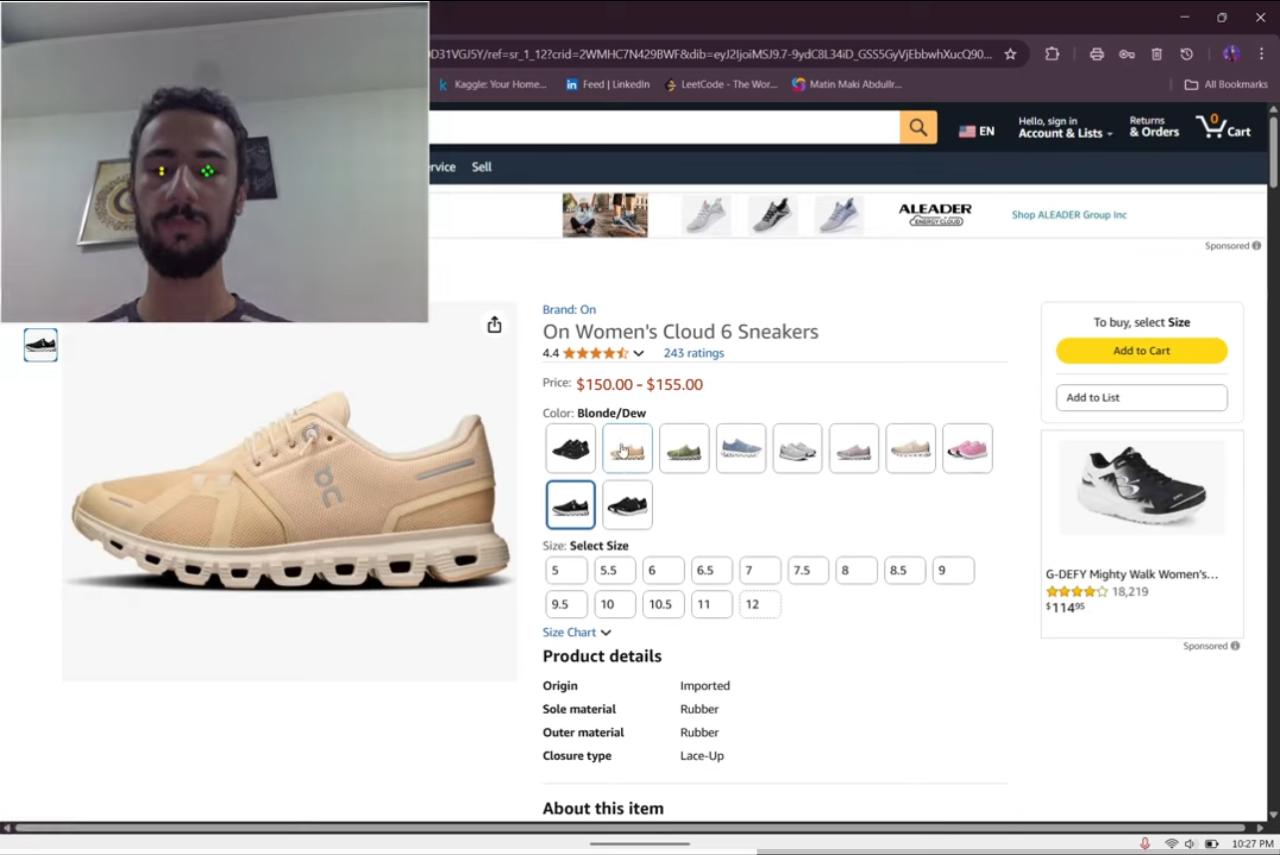 0D31VGJ5Y/ref=sr_1_12?crid=2WMHC7N429BWF&dib=eyJ2IjoiMSJ9.7-9ydC8L34iD_GSS5GyVjEbbwhXucQ90...
Kaggle: Your Home...
Feed | LinkedIn
LeetCode - The Wor...
Matin Maki Abdullr...
All Bookmarks
EN
Hello, sign in
Account & Lists
Returns
& Orders
0
Cart
rvice
Sell
ALEADER
ENERGY CLOUD
Shop ALEADER Group Inc
Sponsored
Brand: On
On Women's Cloud 6 Sneakers
4.4
243 ratings
Price: $150.00 - $155.00
Color: Blonde/Dew
Size: Select Size
5 5.5 6 6.5 7 7.5 8 8.5 9
9.5 10 10.5 11 12
Size Chart
Product details
Origin Imported
Sole material Rubber
Outer material Rubber
Closure type Lace-Up
About this item
To buy, select Size
Add to Cart
Add to List
G-DEFY Mighty Walk Women's...
18,219
$114.95
Sponsored
10:27 PM